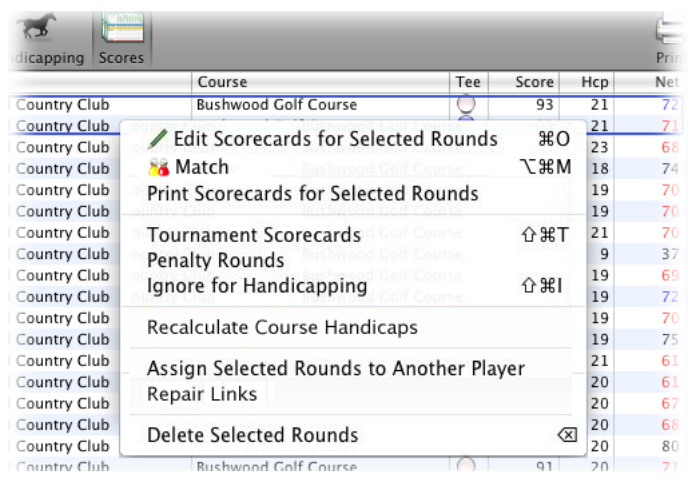 dicapping Scores Prin
Course Tee Score Hcp Net
Country Club Bushwood Golf Course 93 21 72
Country Club 21 71
Country Club 23 68
Country Club 18 74
Country Club 19 70
Country Club 19 70
Country Club 21 70
Country Club 9 37
Country Club 19 69
Country Club 19 72
Country Club 19 70
Country Club 19 75
Country Club 21 61
Country Club 20 61
Country Club 20 67
Country Club 20 68
Country Club 20 80
Country Club Bushwood Golf Course 91 20 71
Edit Scorecards for Selected Rounds ⌘O
Match ⌥⌘M
Print Scorecards for Selected Rounds
Tournament Scorecards ⇧⌘T
Penalty Rounds
Ignore for Handicapping ⇧⌘I
Recalculate Course Handicaps
Assign Selected Rounds to Another Player
Repair Links
Delete Selected Rounds ⌫